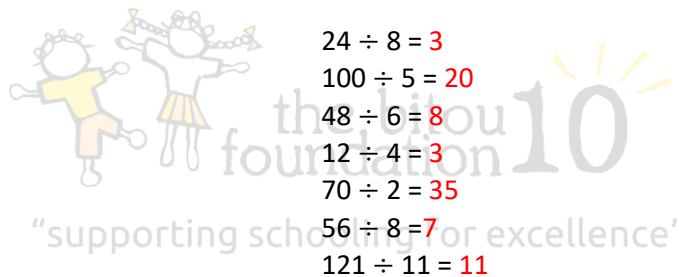 24 ÷ 8 = 3
100 ÷ 5 = 20
48 ÷ 6 = 8
12 ÷ 4 = 3
70 ÷ 2 = 35
56 ÷ 8 =7
121 ÷ 11 = 11
the bitou 10
foundation
“supporting schooling for excellence’